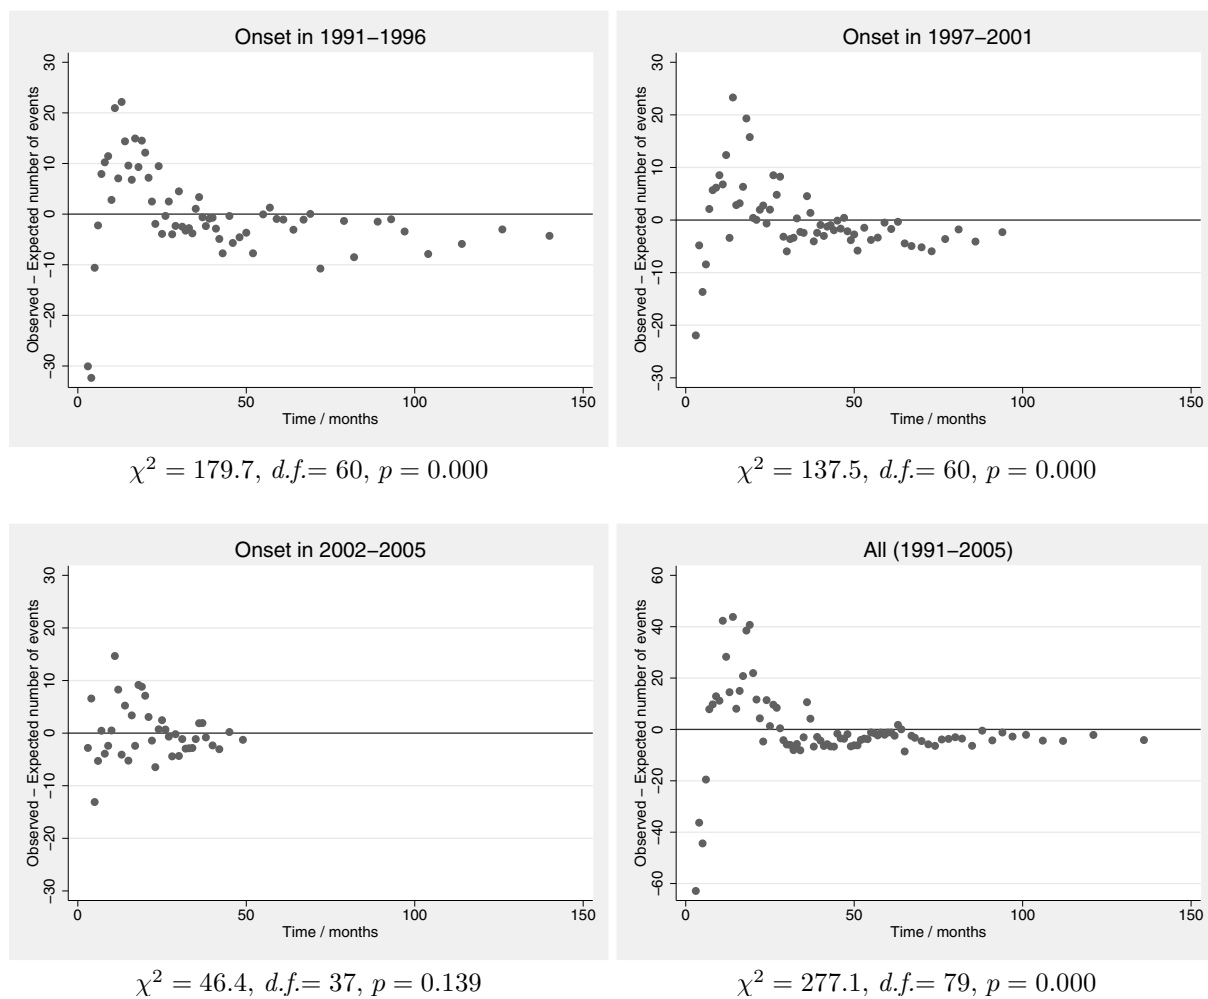 Onset in 1991–1996
Observed – Expected number of events
30
20
10
0
−10
−20
−30
0 50 100 150
Time / months
χ² = 179.7, d.f.= 60, p = 0.000
Onset in 1997–2001
Observed – Expected number of events
30
20
10
0
−10
−20
−30
0 50 100 150
Time / months
χ² = 137.5, d.f.= 60, p = 0.000
Onset in 2002–2005
Observed – Expected number of events
30
20
10
0
−10
−20
−30
0 50 100 150
Time / months
χ² = 46.4, d.f.= 37, p = 0.139
All (1991–2005)
Observed – Expected number of events
60
40
20
0
−20
−40
−60
0 50 100 150
Time / months
χ² = 277.1, d.f.= 79, p = 0.000